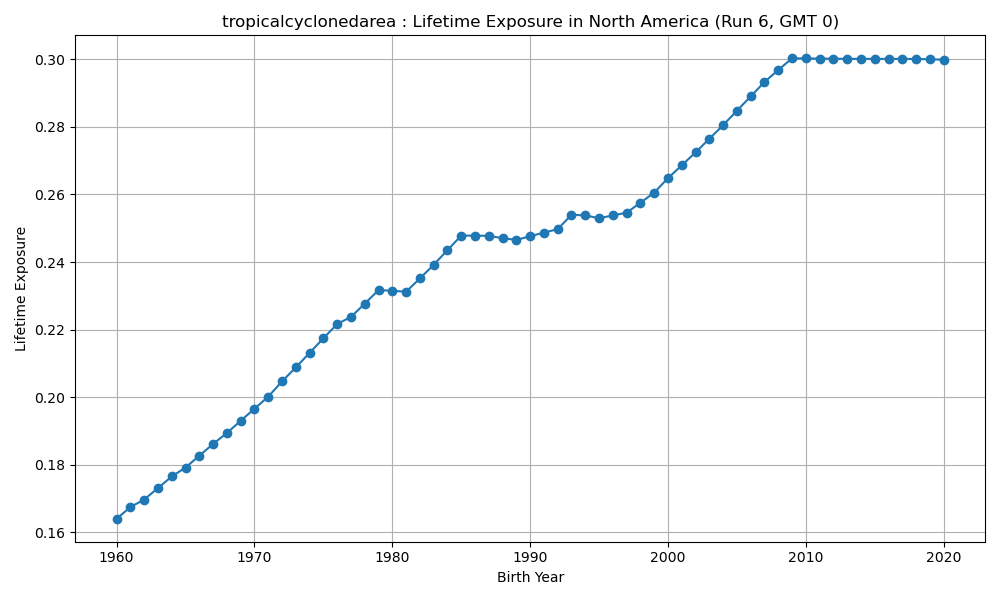 tropicalcyclonedarea : Lifetime Exposure in North America (Run 6, GMT 0)
Lifetime Exposure
0.30
0.28
0.26
0.24
0.22
0.20
0.18
0.16
1960 1970 1980 1990 2000 2010 2020
Birth Year